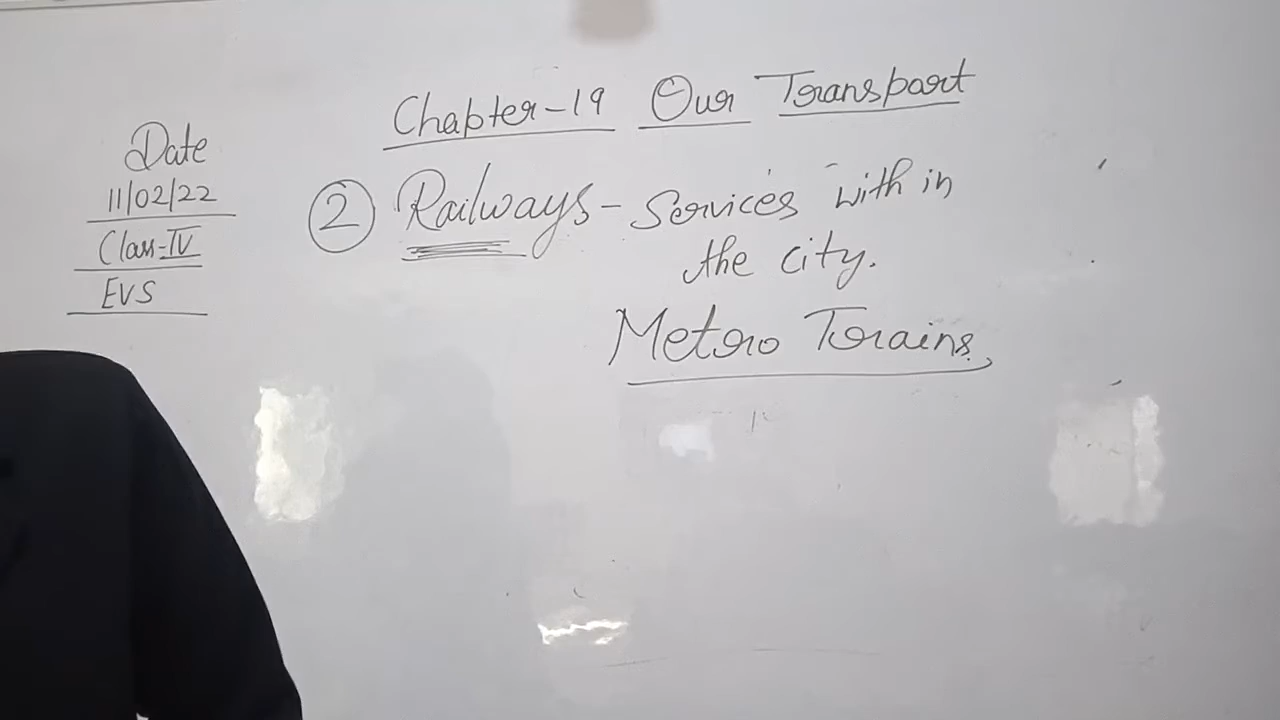 Chapter-19 Our Transport
Date
11/02/22
Class-IV
EVS
2 Railways - Services with in
the city.
Metro Trains.